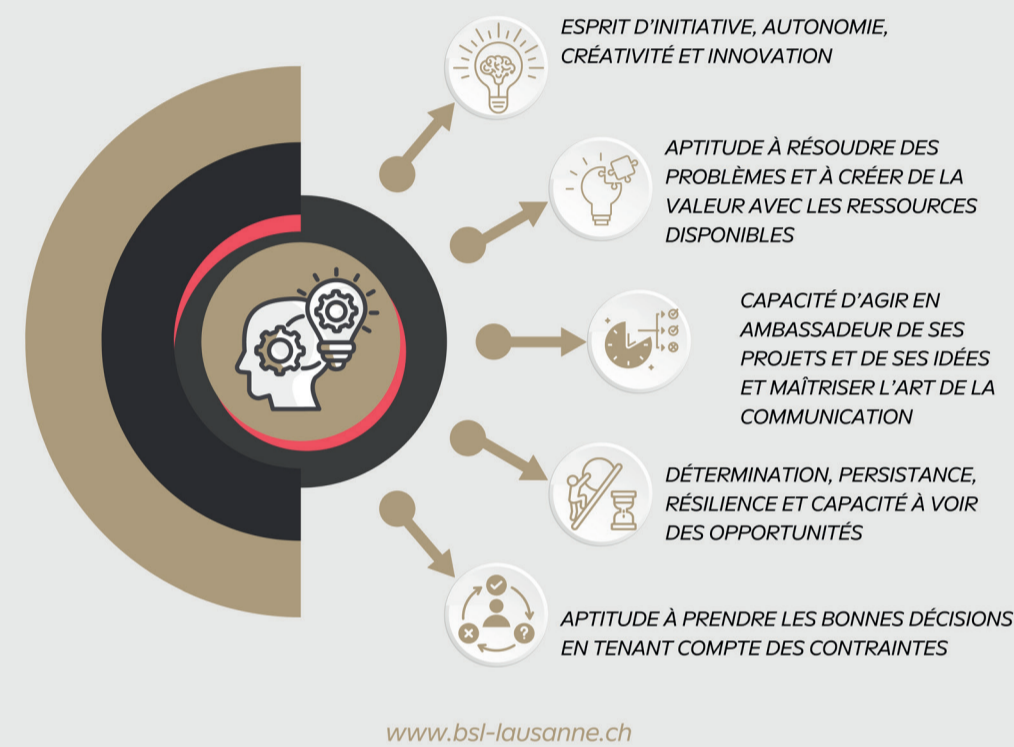 ESPRIT D'INITIATIVE, AUTONOMIE,
CRÉATIVITÉ ET INNOVATION
APTITUDE À RÉSOUDRE DES
PROBLÈMES ET À CRÉER DE LA
VALEUR AVEC LES RESSOURCES
DISPONIBLES
CAPACITÉ D'AGIR EN
AMBASSADEUR DE SES
PROJETS ET DE SES IDÉES
ET MAÎTRISER L'ART DE LA
COMMUNICATION
DÉTERMINATION, PERSISTANCE,
RÉSILIENCE ET CAPACITÉ À VOIR
DES OPPORTUNITÉS
APTITUDE À PRENDRE LES BONNES DÉCISIONS
EN TENANT COMPTE DES CONTRAINTES
www.bsl-lausanne.ch